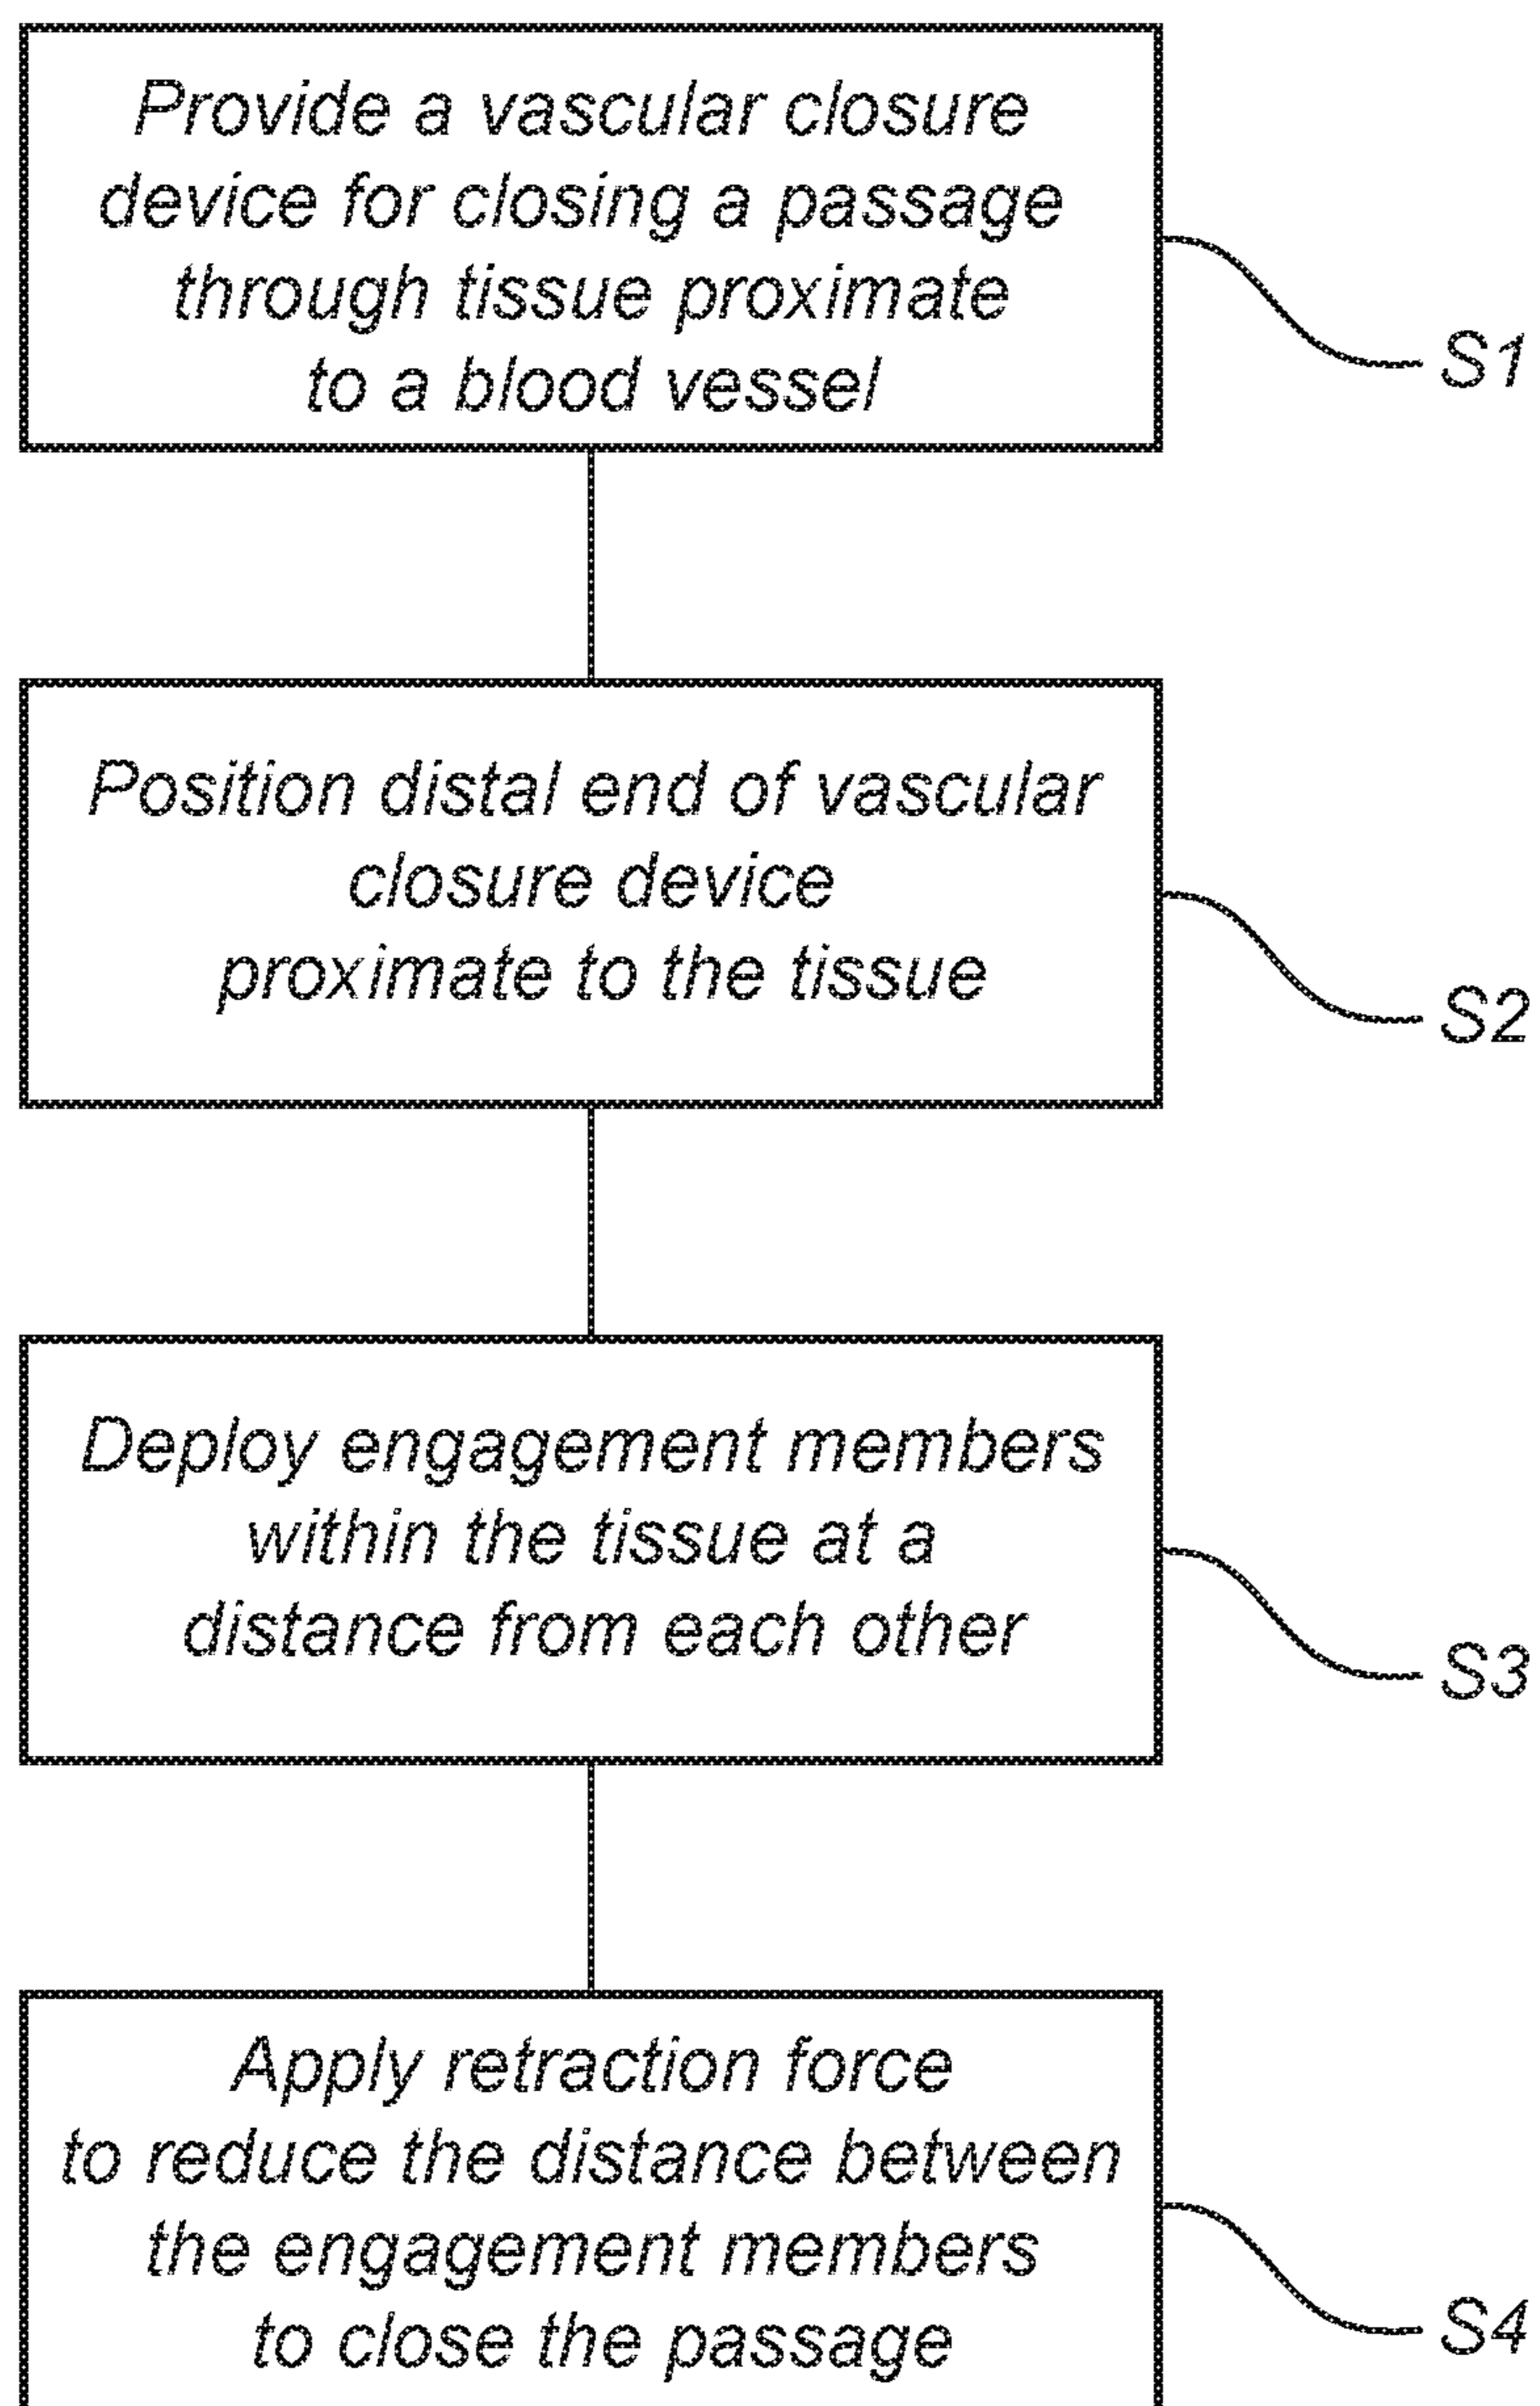 Provide a vascular closure
device for closing a passage
through tissue proximate
to a blood vessel
S1
Position distal end of vascular
closure device
proximate to the tissue
S2
Deploy engagement members
within the tissue at a
distance from each other
S3
Apply retraction force
to reduce the distance between
the engagement members
to close the passage
S4